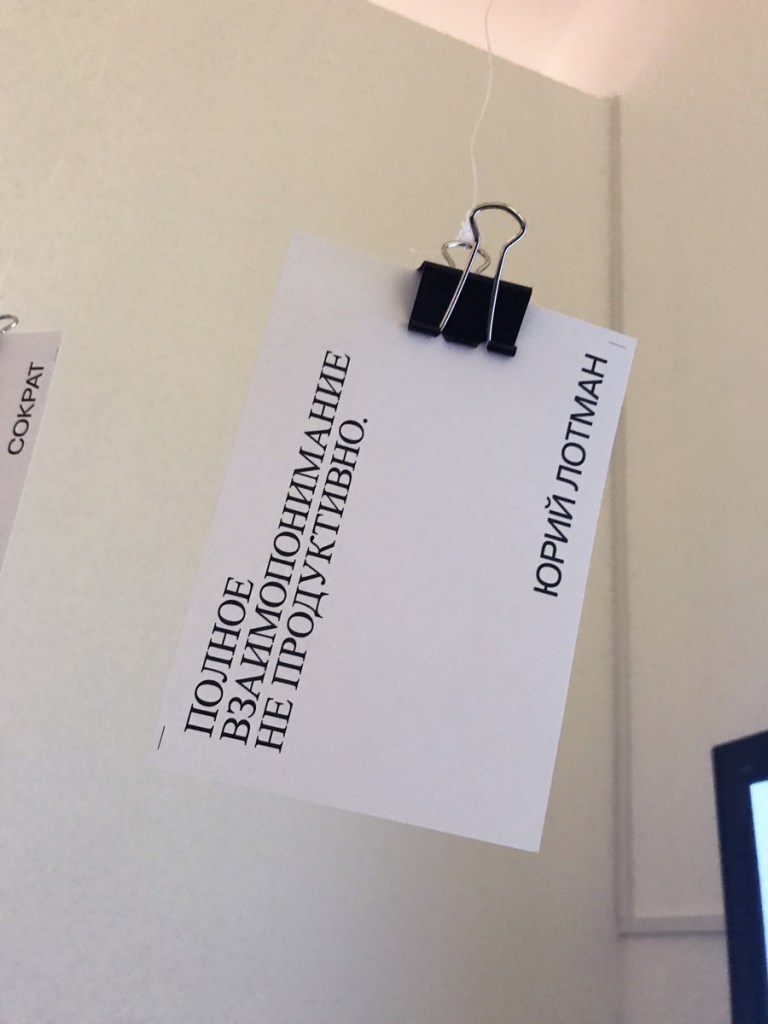 СОКРАТ
ПОЛНОЕ
ВЗАИМОПОНИМАНИЕ
НЕ ПРОДУКТИВНО.
ЮРИЙ ЛОТМАН